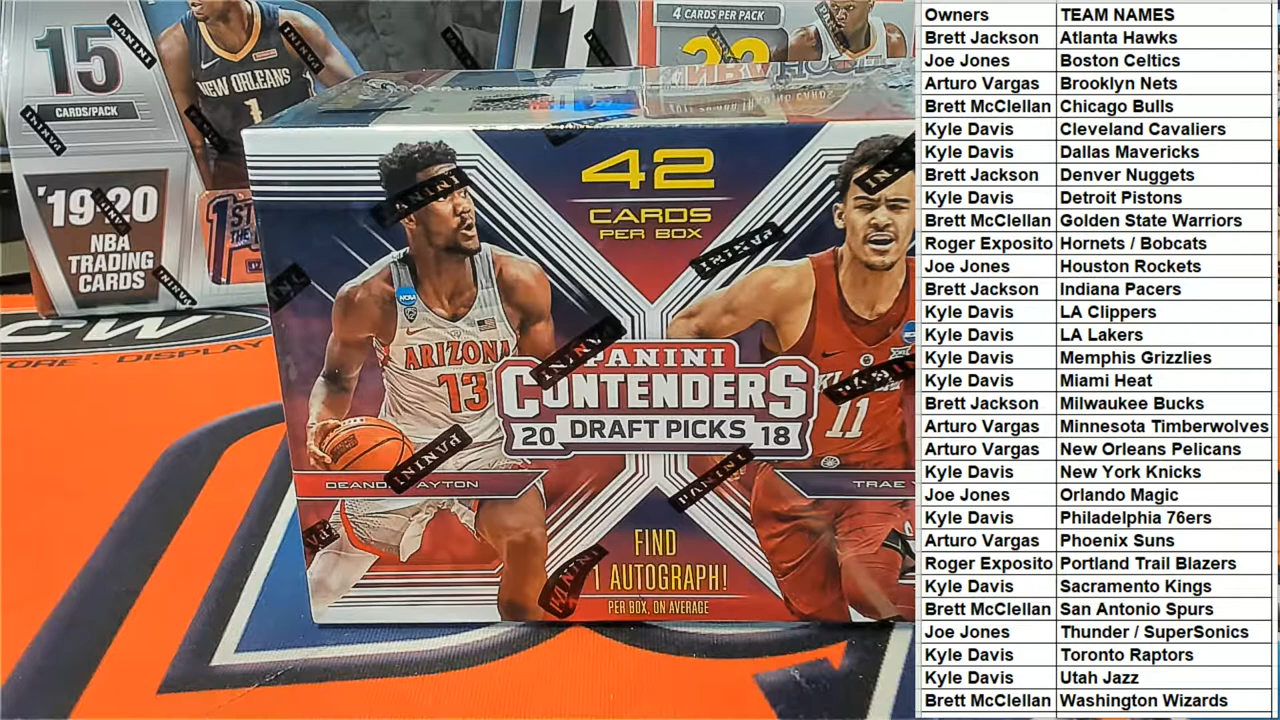 15
CARDS/PACK
'19-20
NBA
TRADING
CARDS
NEW ORLEANS
1
4 CARDS PER PACK
PANINI
42
CARDS
PER BOX
ARIZONA
13
11
PANINI
CONTENDERS
20 DRAFT PICKS 18
TRAE
FIND
1 AUTOGRAPH!
PER BOX, ON AVERAGE
DISPLAY
Owners TEAM NAMES
Brett Jackson Atlanta Hawks
Joe Jones Boston Celtics
Arturo Vargas Brooklyn Nets
Brett McClellan Chicago Bulls
Kyle Davis Cleveland Cavaliers
Kyle Davis Dallas Mavericks
Brett Jackson Denver Nuggets
Kyle Davis Detroit Pistons
Brett McClellan Golden State Warriors
Roger Exposito Hornets / Bobcats
Joe Jones Houston Rockets
Brett Jackson Indiana Pacers
Kyle Davis LA Clippers
Kyle Davis LA Lakers
Kyle Davis Memphis Grizzlies
Kyle Davis Miami Heat
Brett Jackson Milwaukee Bucks
Arturo Vargas Minnesota Timberwolves
Arturo Vargas New Orleans Pelicans
Kyle Davis New York Knicks
Joe Jones Orlando Magic
Kyle Davis Philadelphia 76ers
Arturo Vargas Phoenix Suns
Roger Exposito Portland Trail Blazers
Kyle Davis Sacramento Kings
Brett McClellan San Antonio Spurs
Joe Jones Thunder / SuperSonics
Kyle Davis Toronto Raptors
Kyle Davis Utah Jazz
Brett McClellan Washington Wizards